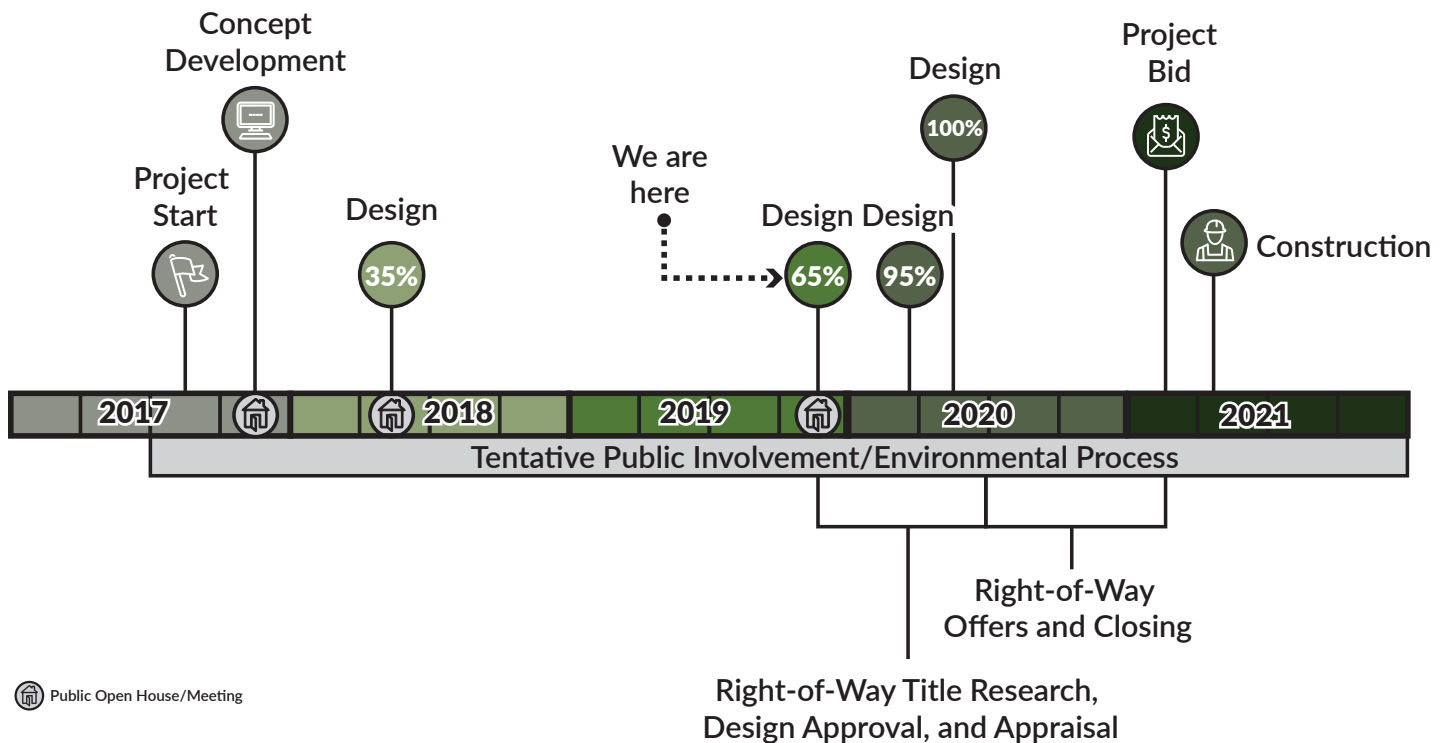 Concept
Development
Project
Start
Design
35%
We are
here
Design
65%
Design
95%
Design
100%
Project
Bid
$
Construction
2017
2018
2019
2020
2021
Tentative Public Involvement/Environmental Process
Right-of-Way
Offers and Closing
Right-of-Way Title Research,
Design Approval, and Appraisal
Public Open House/Meeting